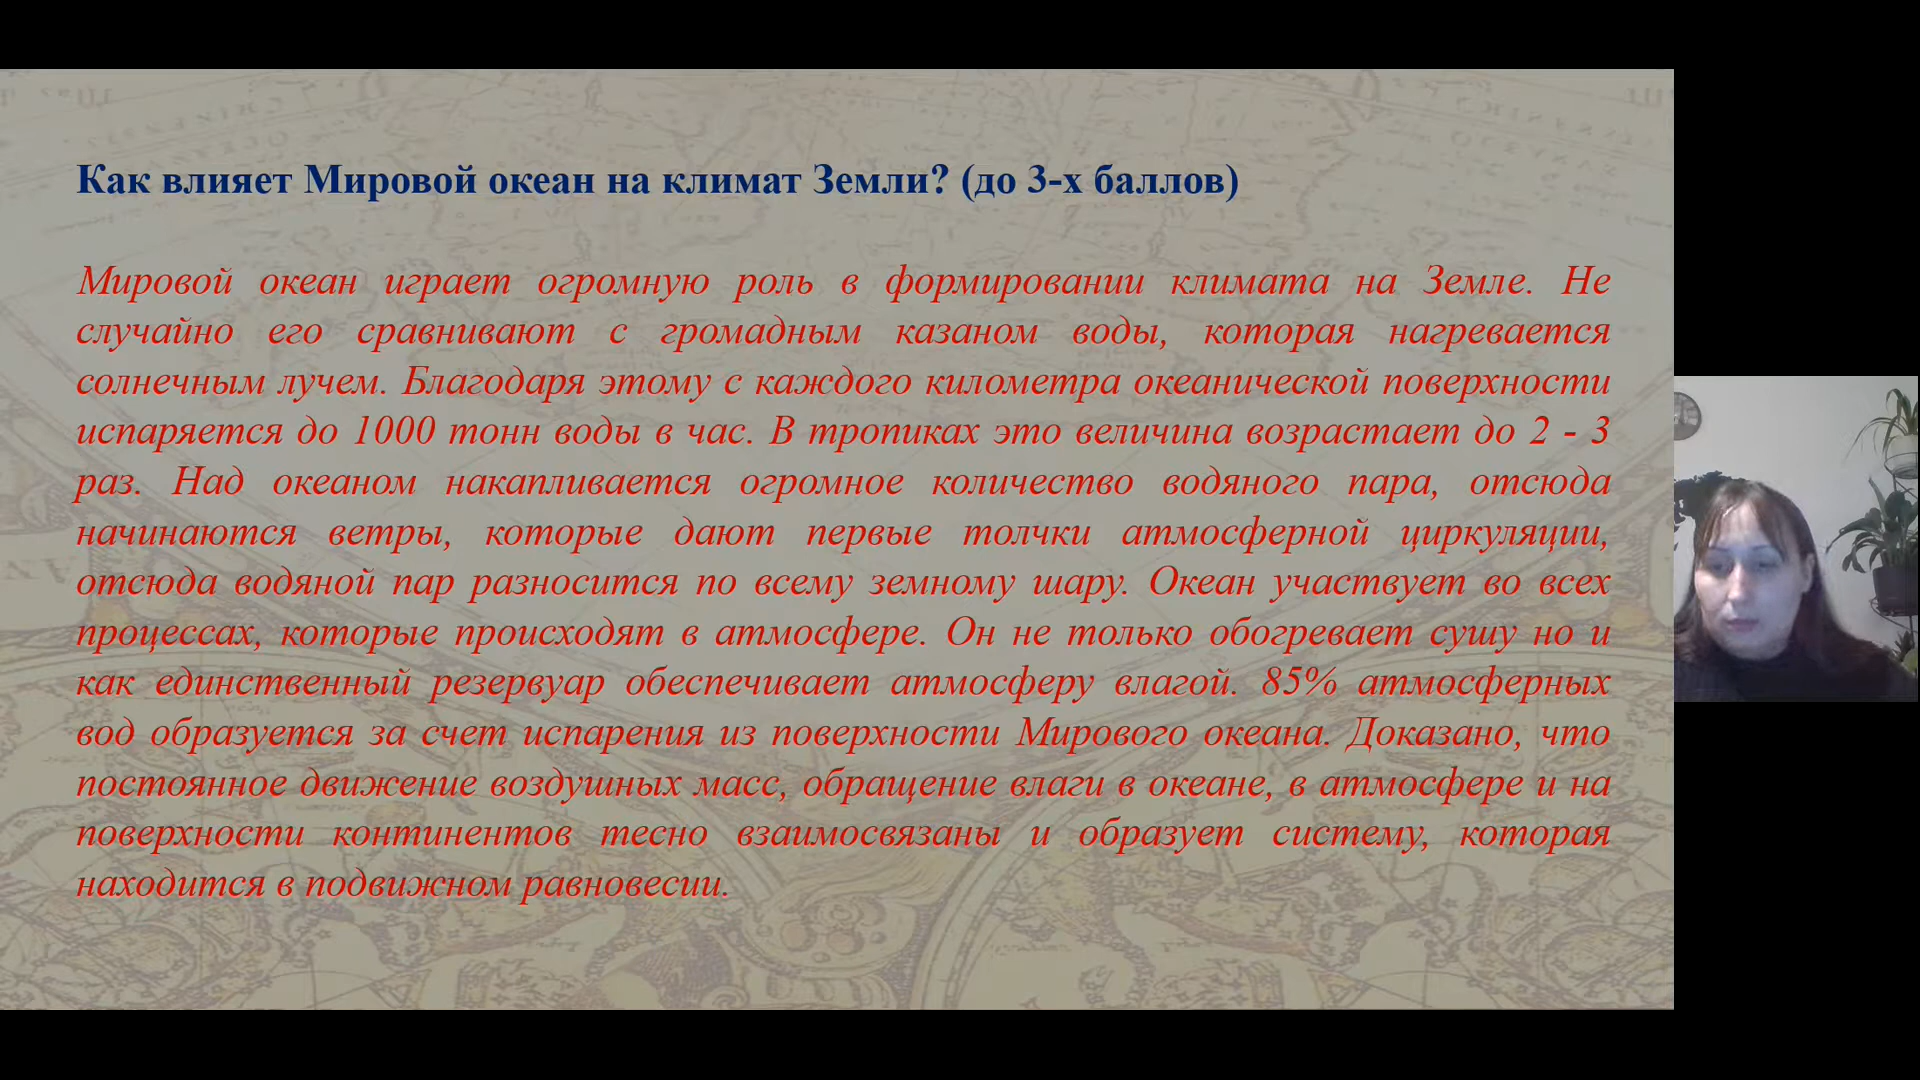 Как влияет Мировой океан на климат Земли? (до 3-х баллов)
Мировой океан играет огромную роль в формировании климата на Земле. Не
случайно его сравнивают с громадным казаном воды, которая нагревается
солнечным лучем. Благодаря этому с каждого километра океанической поверхности
испаряется до 1000 тонн воды в час. В тропиках это величина возрастает до 2 - 3
раз. Над океаном накапливается огромное количество водяного пара, отсюда
начинаются ветры, которые дают первые толчки атмосферной циркуляции,
отсюда водяной пар разносится по всему земному шару. Океан участвует во всех
процессах, которые происходят в атмосфере. Он не только обогревает сушу но и
как единственный резервуар обеспечивает атмосферу влагой. 85% атмосферных
вод образуется за счет испарения из поверхности Мирового океана. Доказано, что
постоянное движение воздушных масс, обращение влаги в океане, в атмосфере и на
поверхности континентов тесно взаимосвязаны и образует систему, которая
находится в подвижном равновесии.